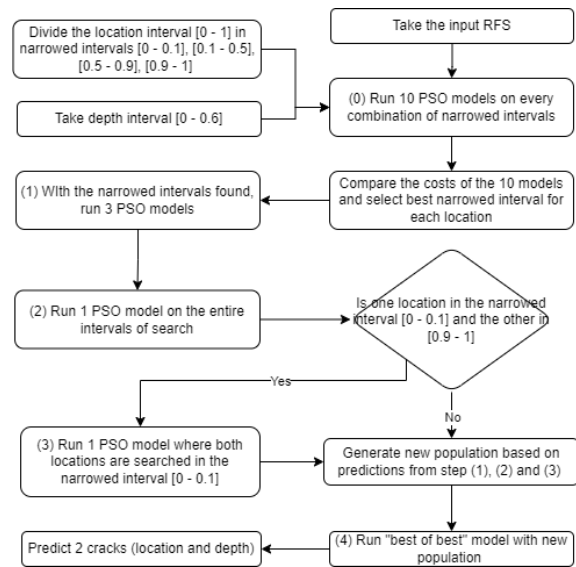 Divide the location interval [0 - 1] in
narrowed intervals [0 - 0.1], [0.1 - 0.5],
[0.5 - 0.9], [0.9 - 1]
Take the input RFS
Take depth interval [0 - 0.6]
(0) Run 10 PSO models on every
combination of narrowed intervals
(1) WIth the narrowed intervals found,
run 3 PSO models
Compare the costs of the 10 models
and select best narrowed interval for
each location
(2) Run 1 PSO model on the entire
intervals of search
Is one location in the narrowed
interval [0 - 0.1] and the other in
[0.9 - 1]
Yes
No
(3) Run 1 PSO model where both
locations are searched in the
narrowed interval [0 - 0.1]
Generate new population based on
predictions from step (1), (2) and (3)
Predict 2 cracks (location and depth)
(4) Run "best of best" model with new
population